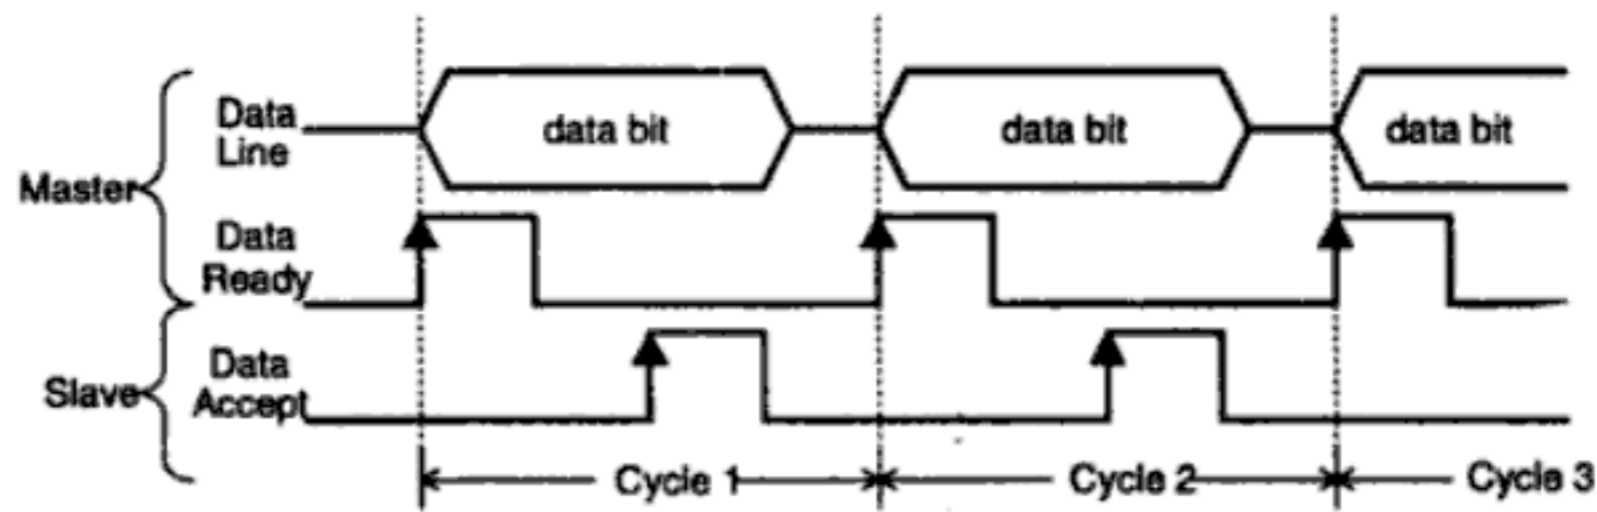 Master
Data
Line
data bit
data bit
data bit
Data
Ready
Slave
Data
Accept
Cycle 1
Cycle 2
Cycle 3